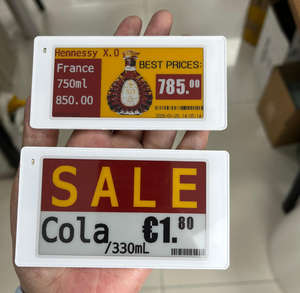 Hennessy X.O
France
750ml
850.00
BEST PRICES:
785.00
SALE
Cola /330mL
€1.80